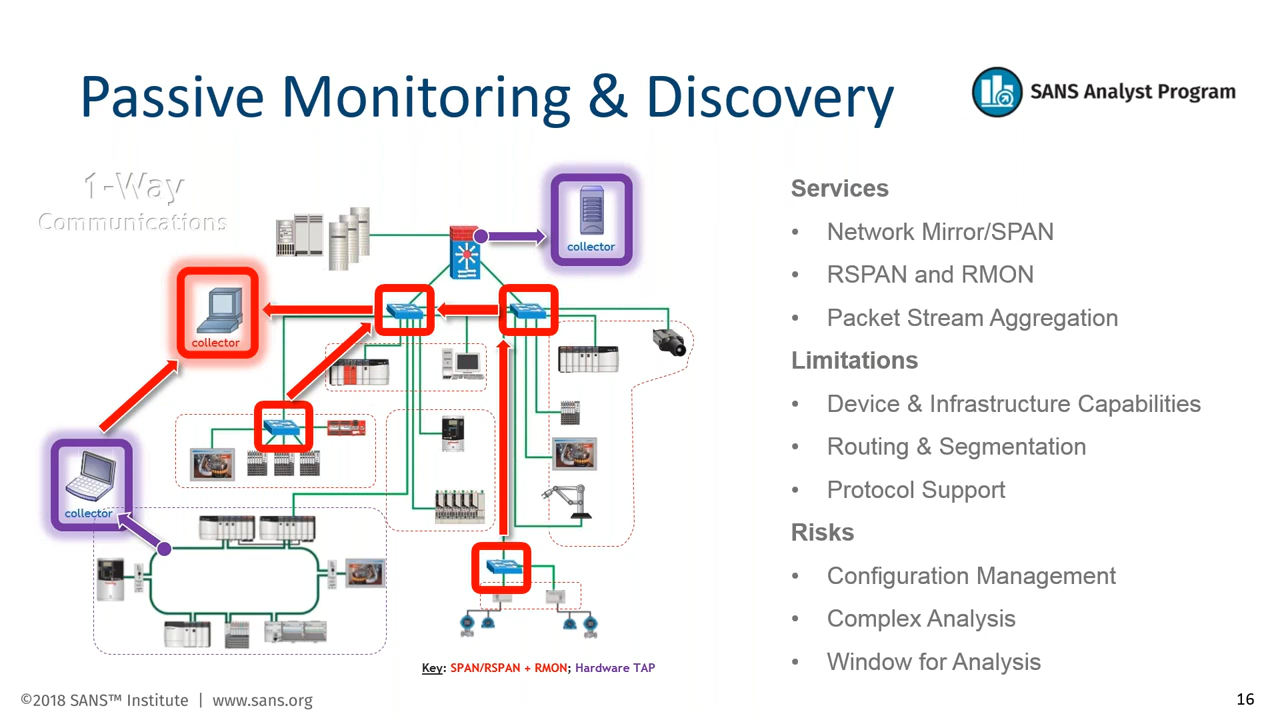 Passive Monitoring & Discovery
SANS Analyst Program
1-Way
Communications
collector
collector
collector
Key: SPAN/RSPAN + RMON; Hardware TAP
Services
• Network Mirror/SPAN
• RSPAN and RMON
• Packet Stream Aggregation
Limitations
• Device & Infrastructure Capabilities
• Routing & Segmentation
• Protocol Support
Risks
• Configuration Management
• Complex Analysis
• Window for Analysis
©2018 SANS™ Institute | www.sans.org
16